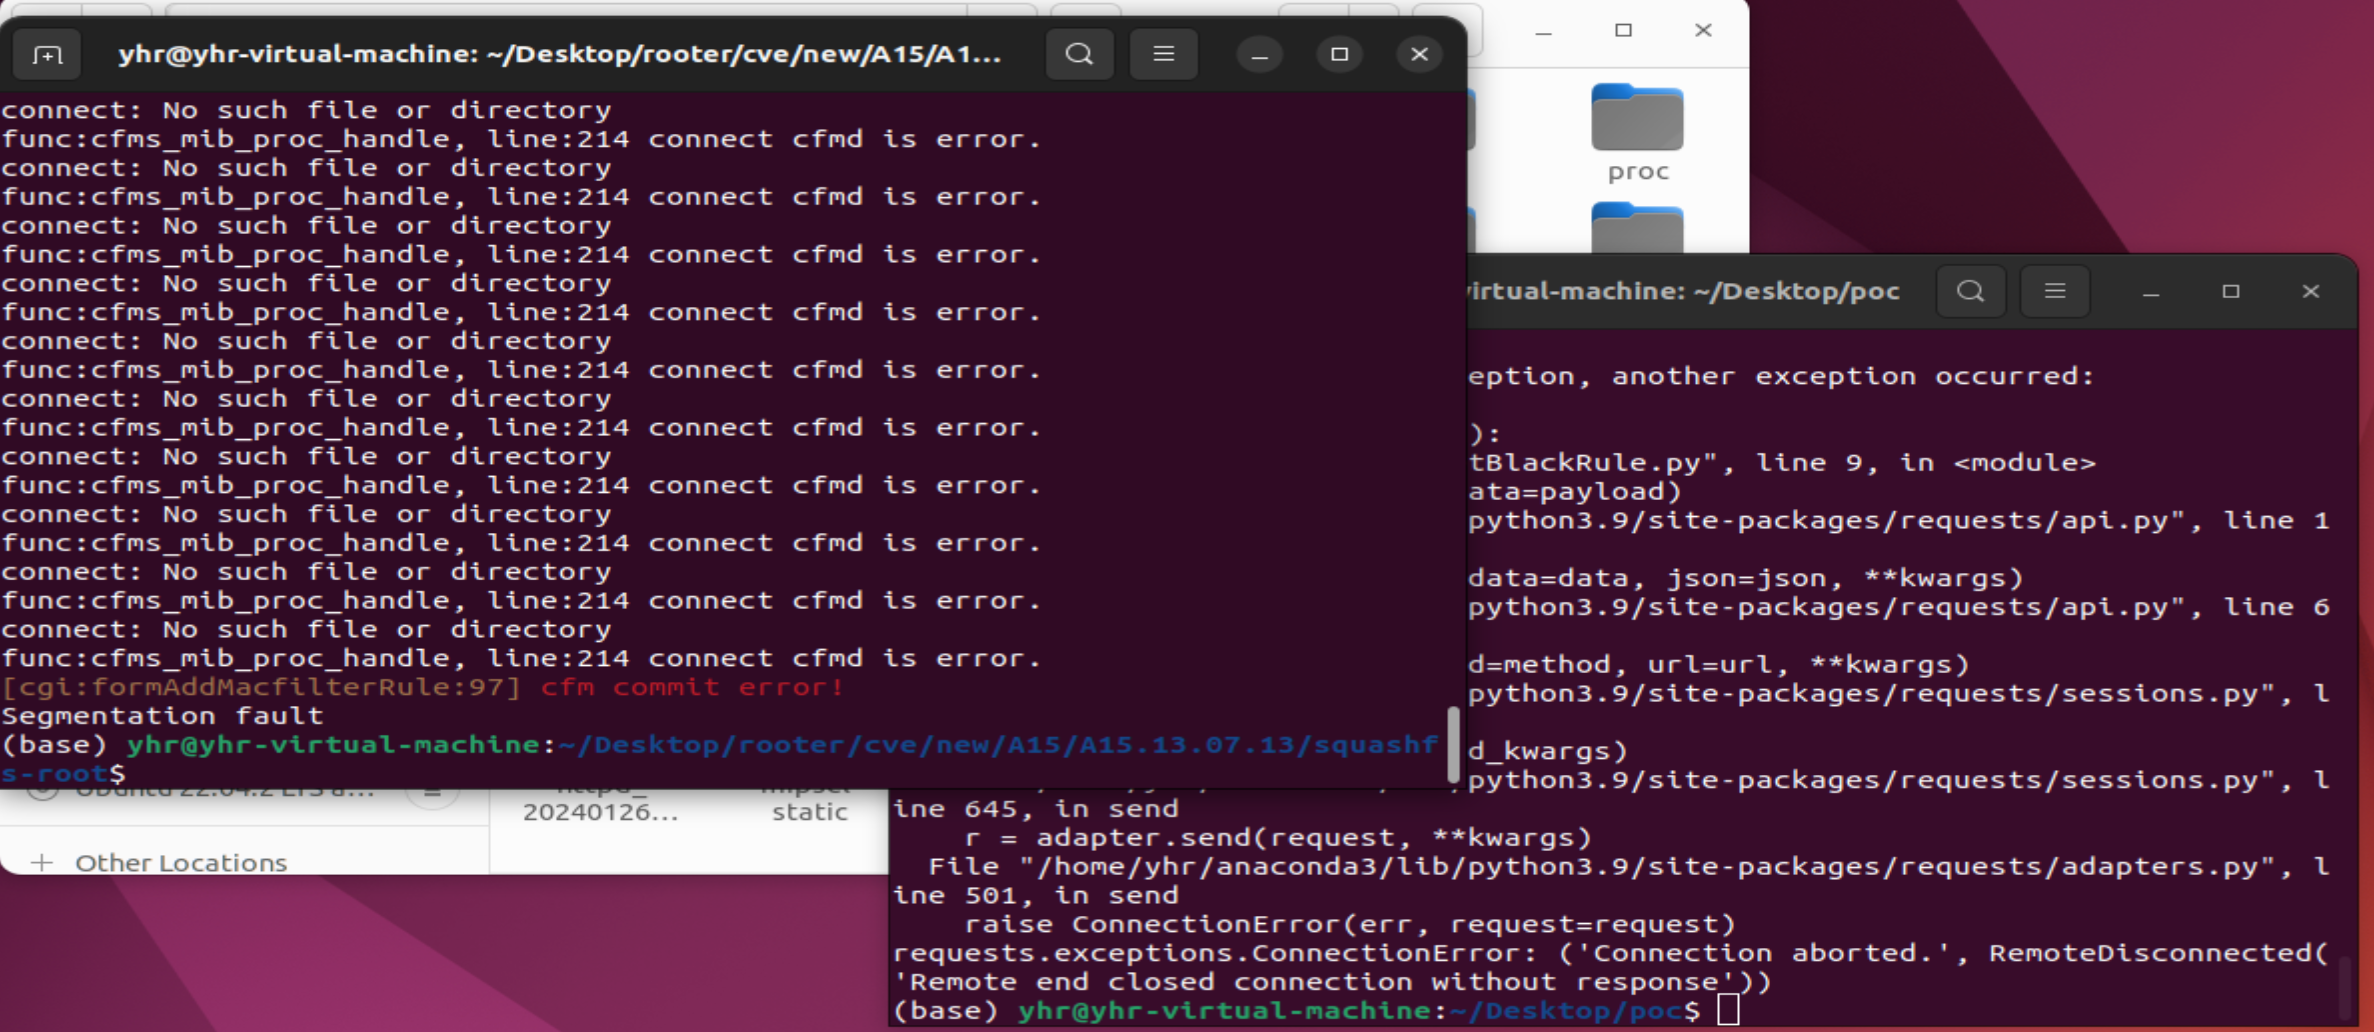 yhr@yhr-virtual-machine: ~/Desktop/rooter/cve/new/A15/A1...
connect: No such file or directory
func:cfms_mib_proc_handle, line:214 connect cfmd is error.
connect: No such file or directory
func:cfms_mib_proc_handle, line:214 connect cfmd is error.
connect: No such file or directory
func:cfms_mib_proc_handle, line:214 connect cfmd is error.
connect: No such file or directory
func:cfms_mib_proc_handle, line:214 connect cfmd is error.
connect: No such file or directory
func:cfms_mib_proc_handle, line:214 connect cfmd is error.
connect: No such file or directory
func:cfms_mib_proc_handle, line:214 connect cfmd is error.
connect: No such file or directory
func:cfms_mib_proc_handle, line:214 connect cfmd is error.
connect: No such file or directory
func:cfms_mib_proc_handle, line:214 connect cfmd is error.
connect: No such file or directory
func:cfms_mib_proc_handle, line:214 connect cfmd is error.
connect: No such file or directory
func:cfms_mib_proc_handle, line:214 connect cfmd is error.
[cgi:formAddMacfilterRule:97] cfm commit error!
Segmentation fault
(base) yhr@yhr-virtual-machine:~/Desktop/rooter/cve/new/A15/A15.13.07.13/squashf
s-root$
proc
20240126...
static
Other Locations
virtual-machine: ~/Desktop/poc
eption, another exception occurred:
):
tBlackRule.py", line 9, in <module>
ata=payload)
python3.9/site-packages/requests/api.py", line 1
data=data, json=json, **kwargs)
python3.9/site-packages/requests/api.py", line 6
d=method, url=url, **kwargs)
python3.9/site-packages/requests/sessions.py", l
d_kwargs)
python3.9/site-packages/requests/sessions.py", l
ine 645, in send
r = adapter.send(request, **kwargs)
File "/home/yhr/anaconda3/lib/python3.9/site-packages/requests/adapters.py", l
ine 501, in send
raise ConnectionError(err, request=request)
requests.exceptions.ConnectionError: ('Connection aborted.', RemoteDisconnected(
'Remote end closed connection without response'))
(base) yhr@yhr-virtual-machine:~/Desktop/poc$